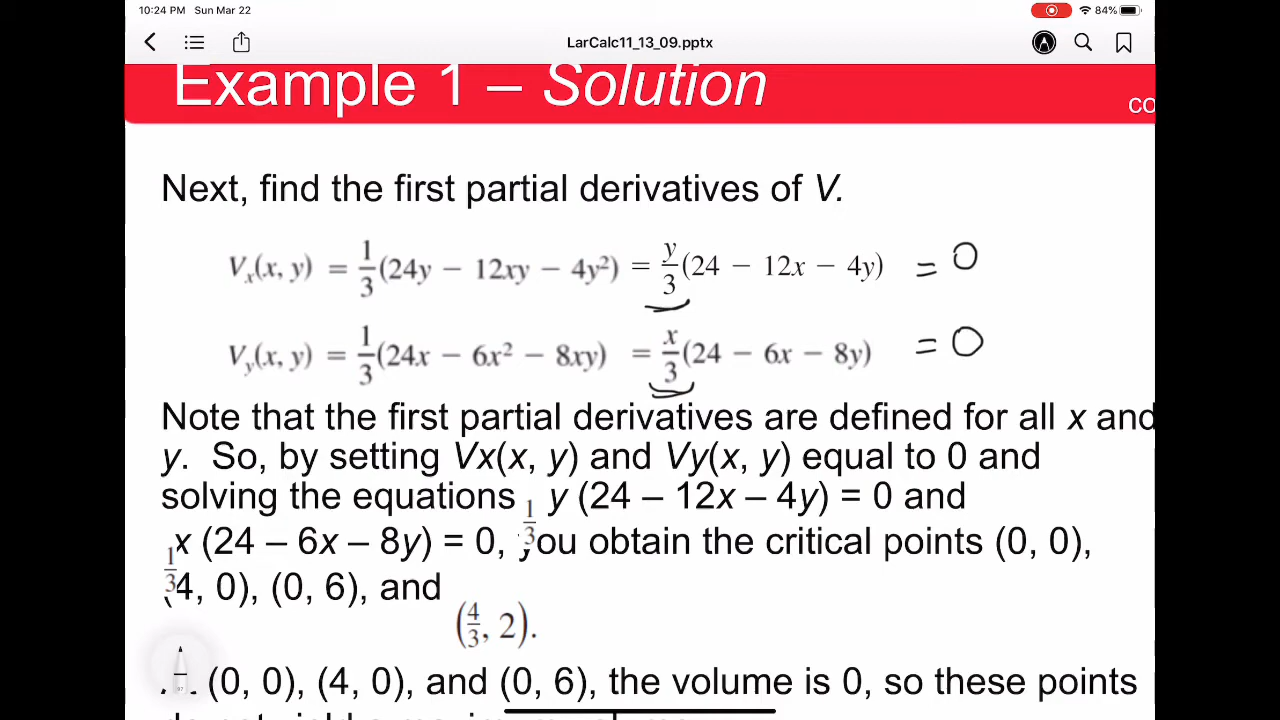 10:24 PM Sun Mar 22 84%
LarCalc11_13_09.pptx
Example 1 – Solution
Next, find the first partial derivatives of V.
Vₓ(x, y) = 1/3(24y − 12xy − 4y²) = y/3(24 − 12x − 4y) = 0
Vᵧ(x, y) = 1/3(24x − 6x² − 8xy) = x/3(24 − 6x − 8y) = 0
Note that the first partial derivatives are defined for all x and
y. So, by setting Vx(x, y) and Vy(x, y) equal to 0 and
solving the equations 1/3 y (24 – 12x – 4y) = 0 and
1/3 x (24 – 6x – 8y) = 0, you obtain the critical points (0, 0),
(4, 0), (0, 6), and
(4/3, 2).
(0, 0), (4, 0), and (0, 6), the volume is 0, so these points